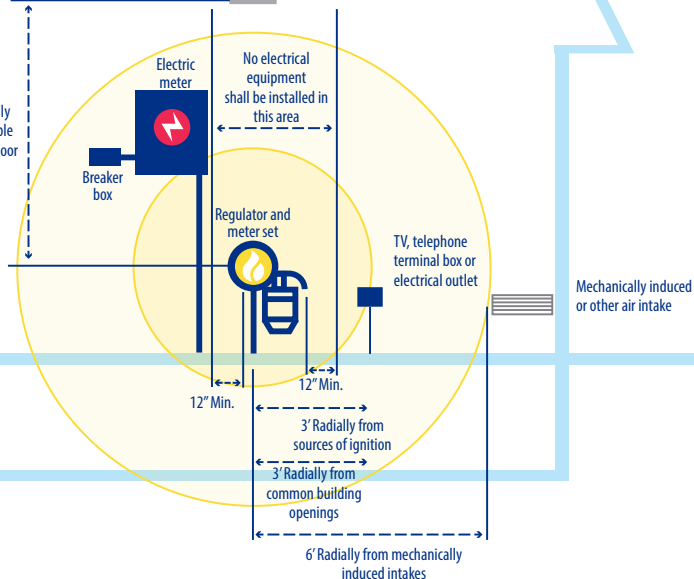 Electric
meter
No electrical
equipment
shall be installed in
this area
Breaker
box
Regulator and
meter set
TV, telephone
terminal box or
electrical outlet
Mechanically induced
or other air intake
12” Min.
12” Min.
3’ Radially from
sources of ignition
3’ Radially from
common building
openings
6’ Radially from mechanically
induced intakes